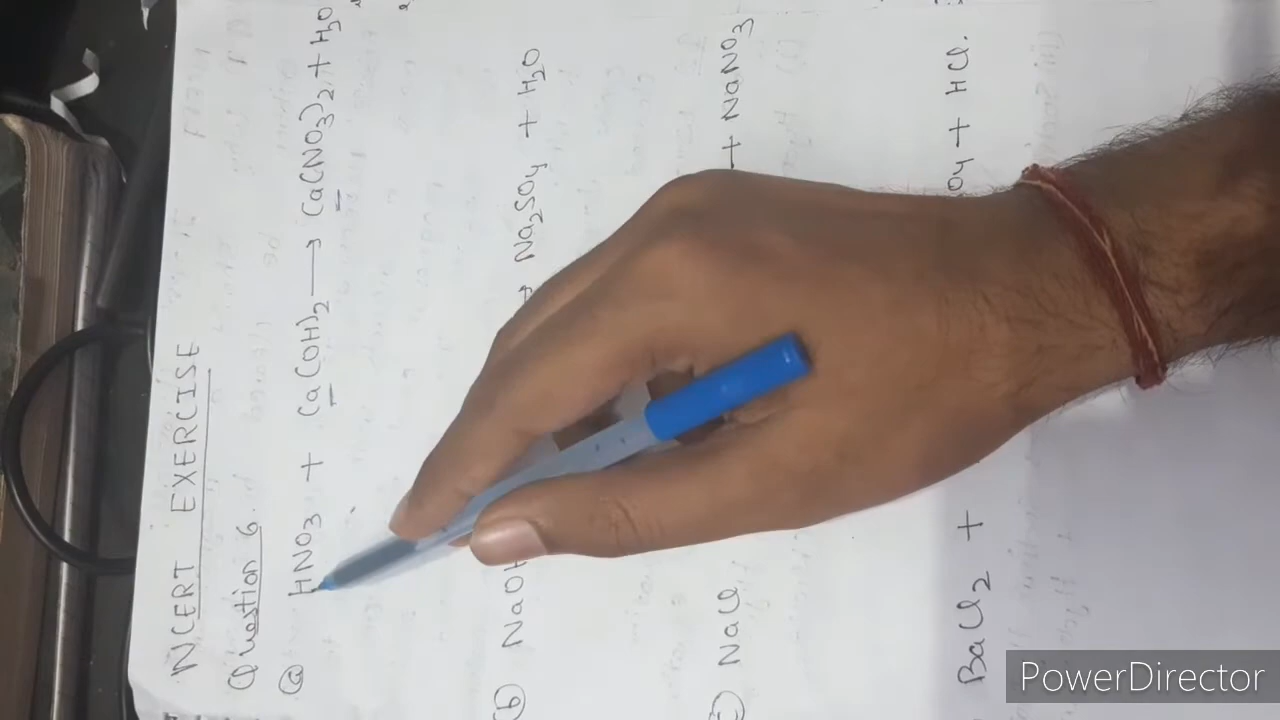 NCERT EXERCISE
Question 6.
(a) HNO3 + Ca(OH)2 → Ca(NO3)2 + H2O
(b) NaOH → Na2SO4 + H2O
(c) NaCl + NaNO3
BaCl2 + O4 + HCl.
PowerDirector